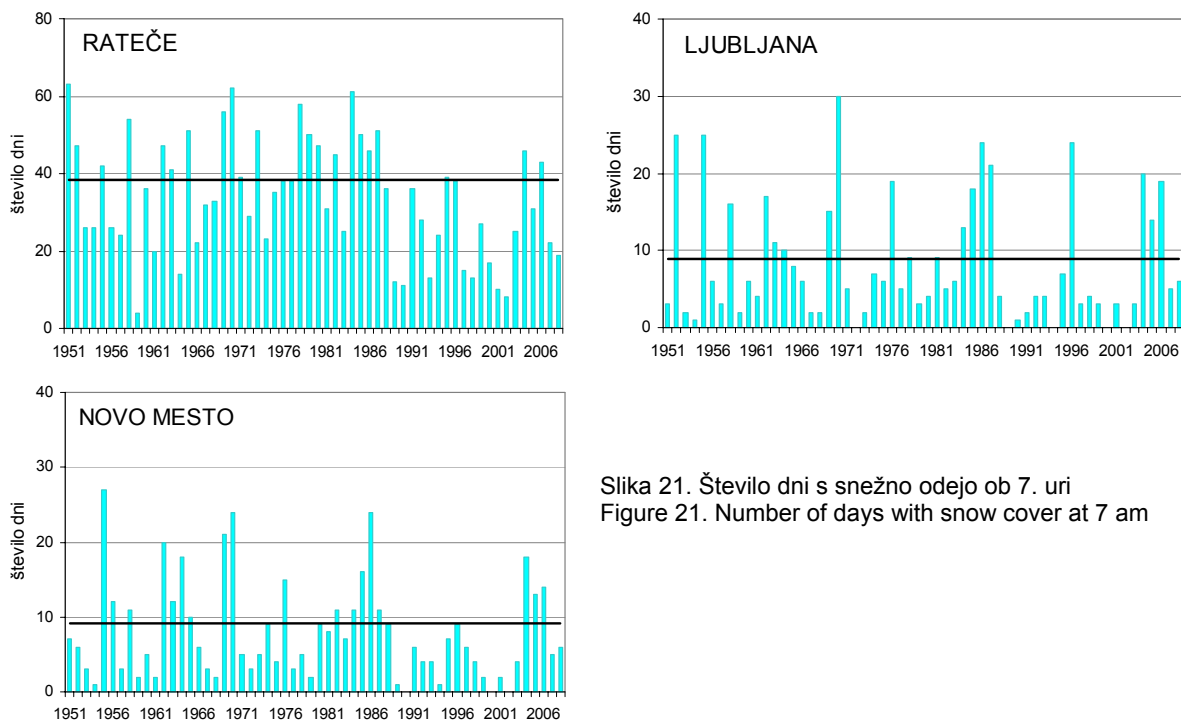 RATEČE
število dni
80
60
40
20
0
1951 1956 1961 1966 1971 1976 1981 1986 1991 1996 2001 2006
LJUBLJANA
število dni
40
30
20
10
0
1951 1956 1961 1966 1971 1976 1981 1986 1991 1996 2001 2006
NOVO MESTO
število dni
40
30
20
10
0
1951 1956 1961 1966 1971 1976 1981 1986 1991 1996 2001 2006
Slika 21. Število dni s snežno odejo ob 7. uri
Figure 21. Number of days with snow cover at 7 am